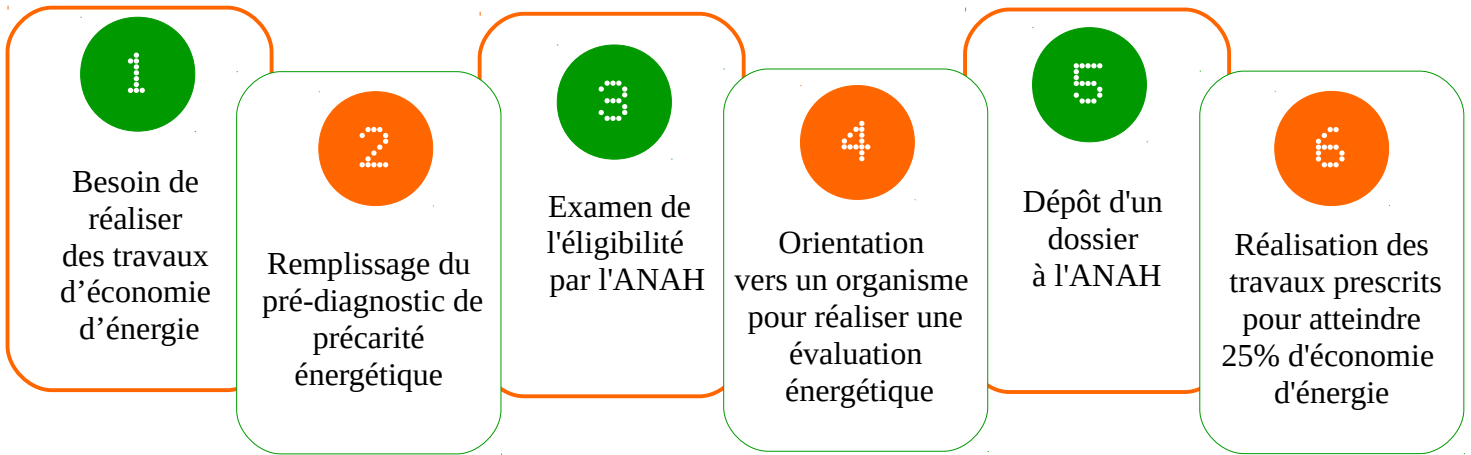 1
Besoin de
réaliser
des travaux
d’économie
d’énergie
2
Remplissage du
pré-diagnostic de
précarité
énergétique
3
Examen de
l'éligibilité
par l'ANAH
4
Orientation
vers un organisme
pour réaliser une
évaluation
énergétique
5
Dépôt d'un
dossier
à l'ANAH
6
Réalisation des
travaux prescrits
pour atteindre
25% d'économie
d'énergie